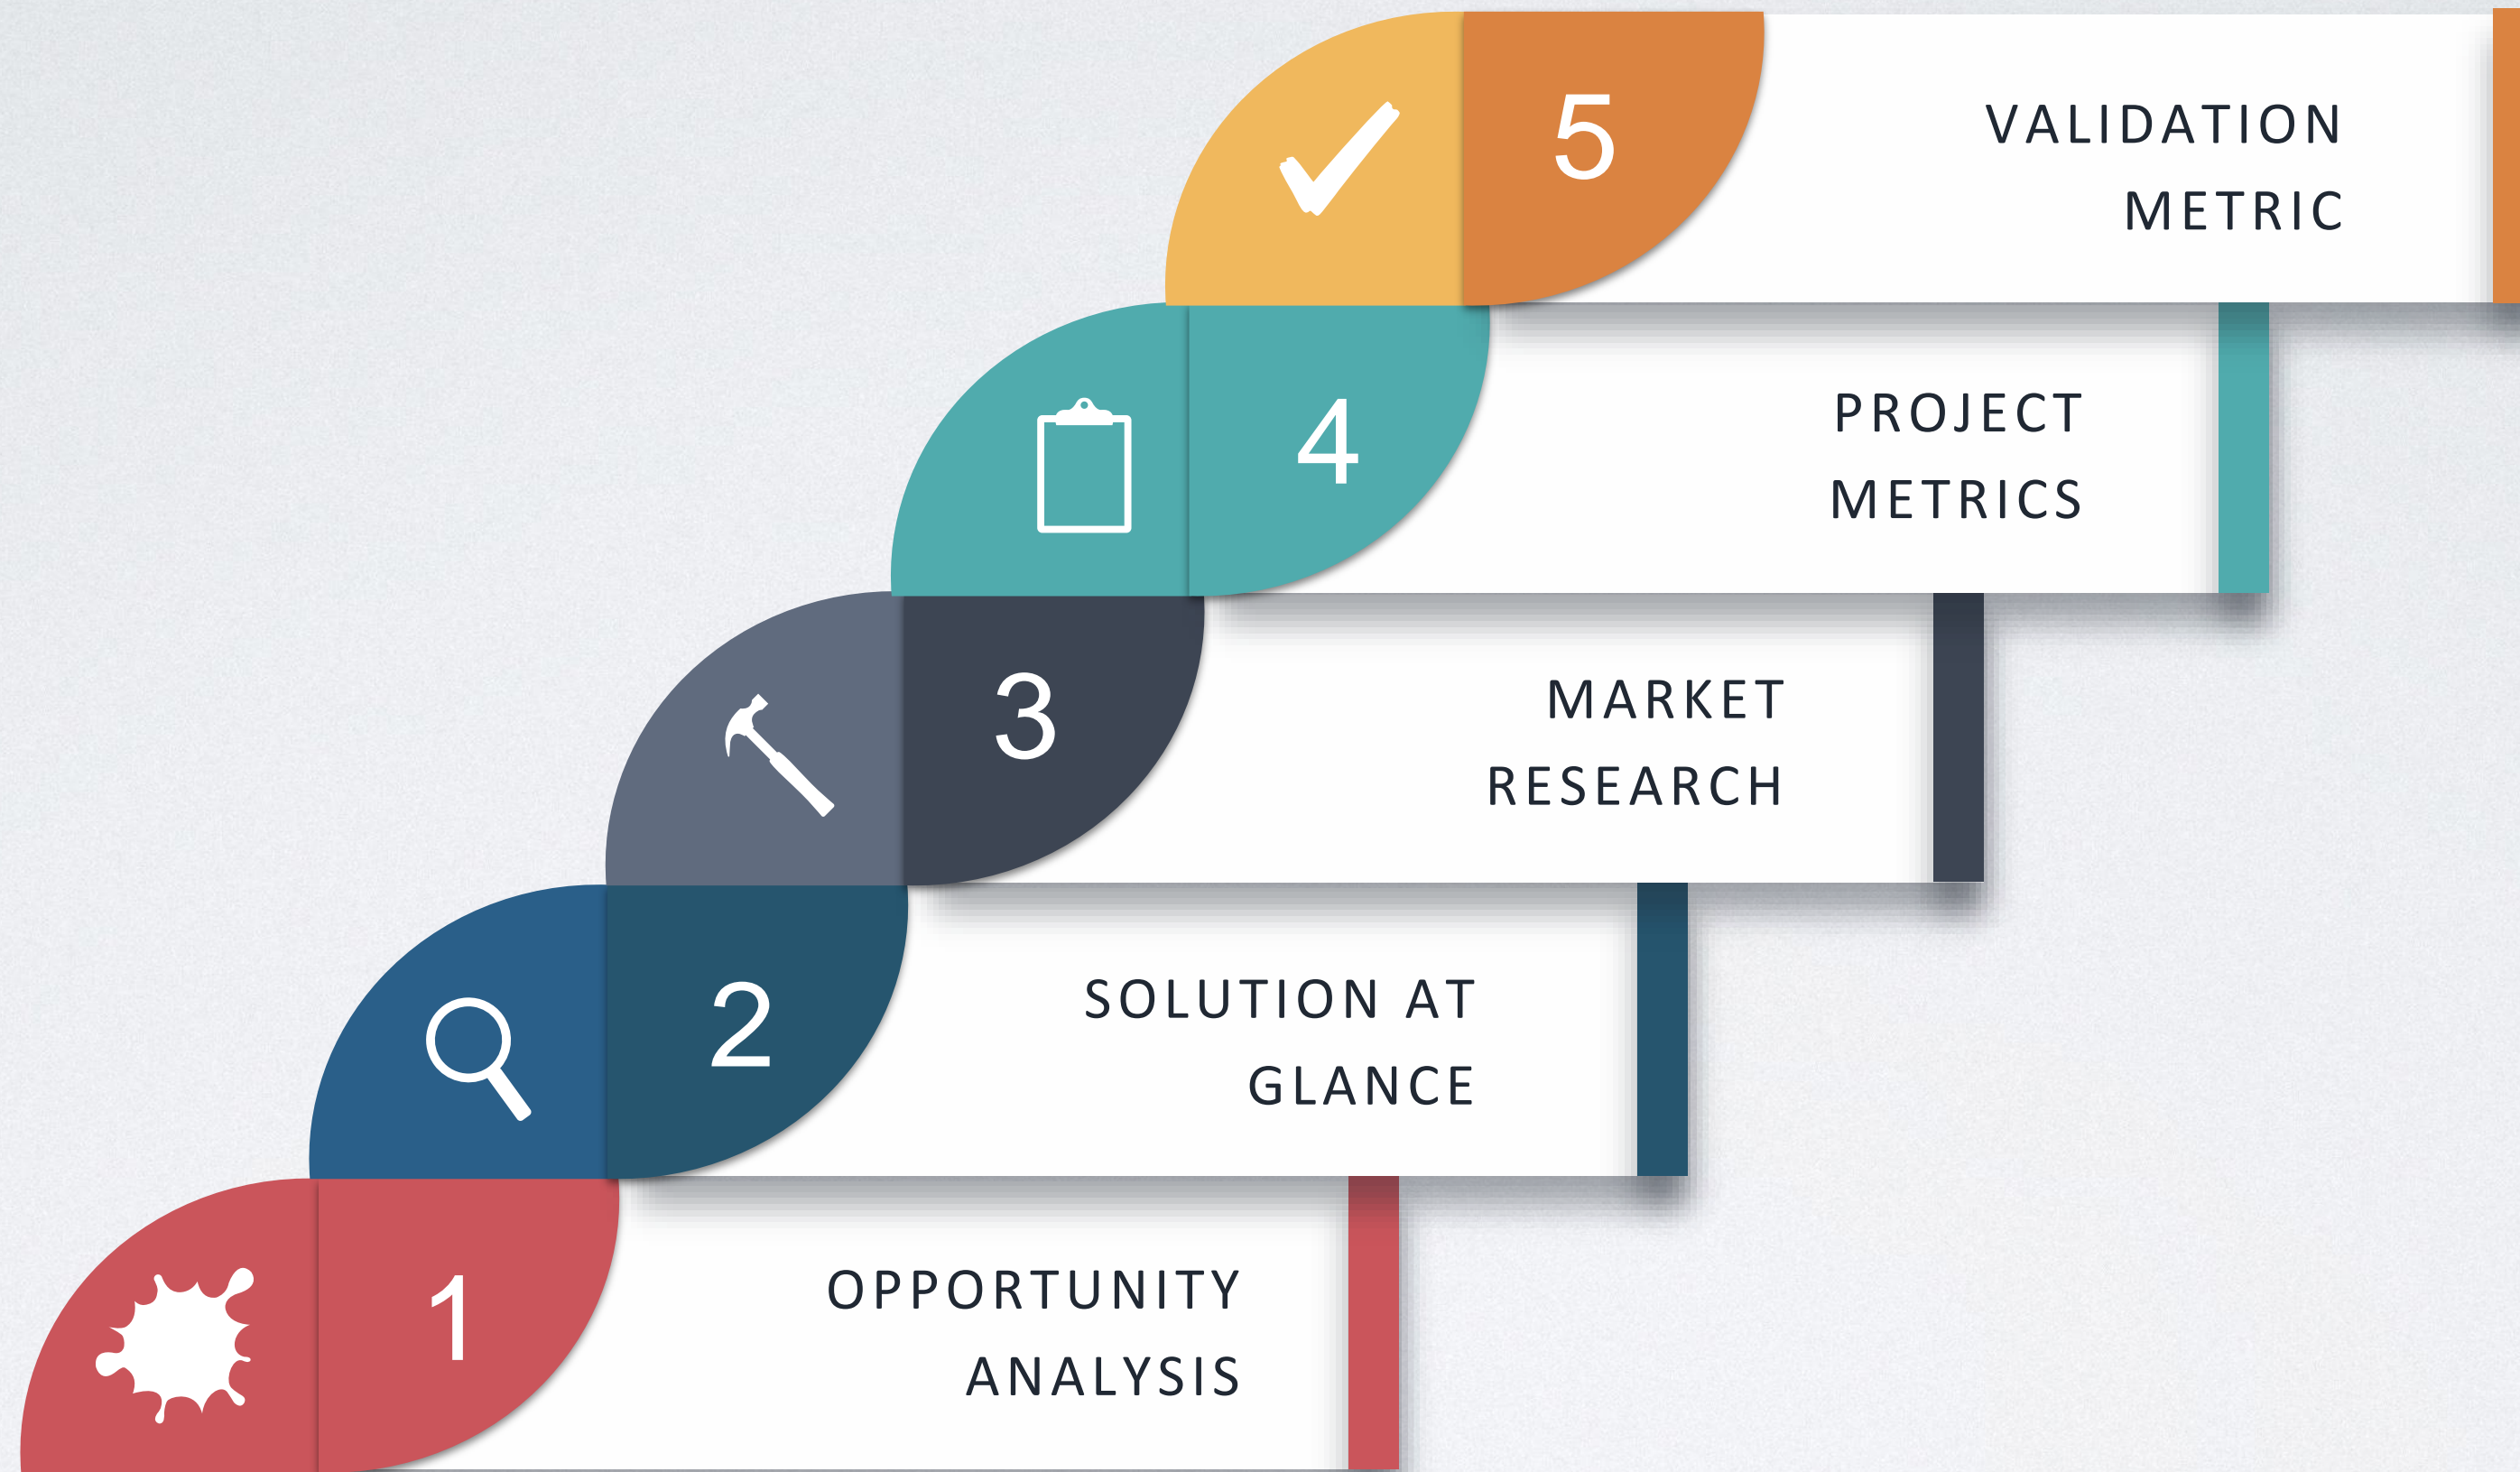 5
VALIDATION
METRIC
4
PROJECT
METRICS
3
MARKET
RESEARCH
2
SOLUTION AT
GLANCE
1
OPPORTUNITY
ANALYSIS